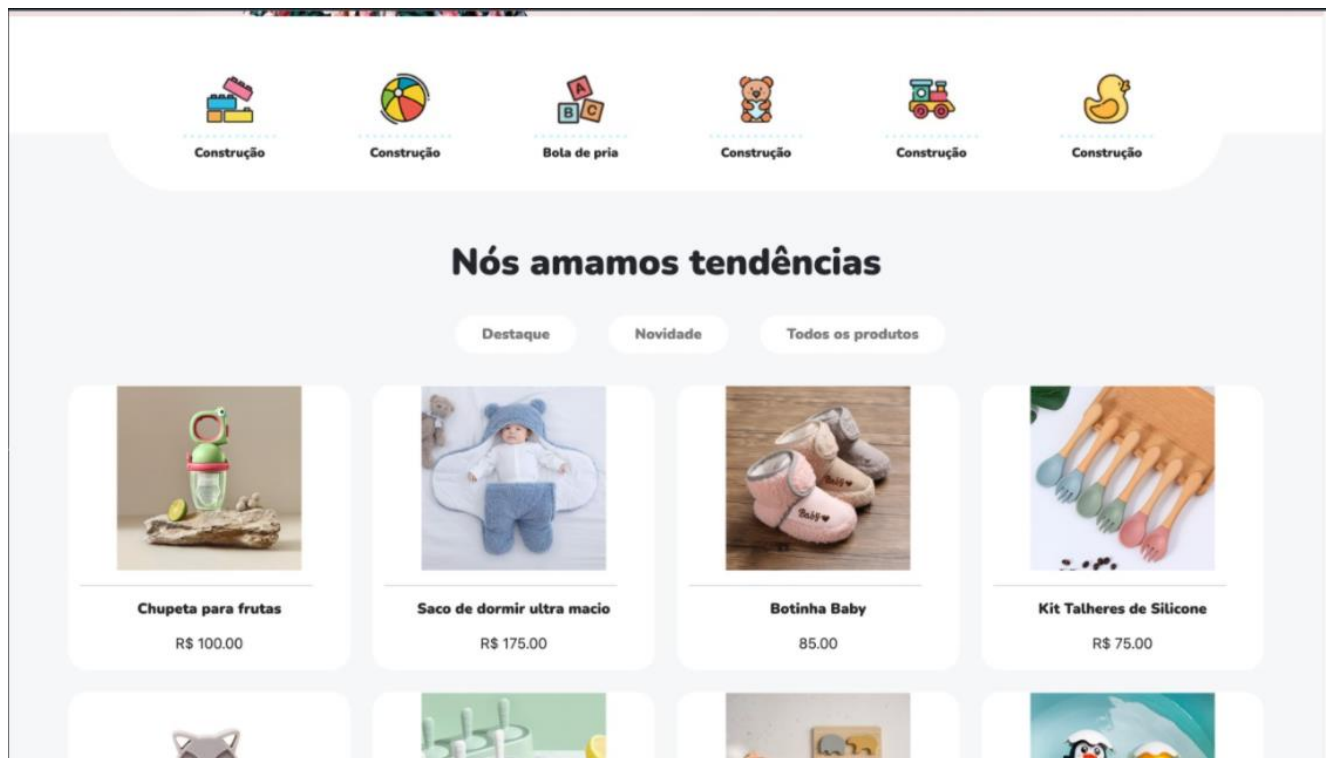 Construção
Construção
Bola de pria
Construção
Construção
Construção
Nós amamos tendências
Destaque
Novidade
Todos os produtos
Baby
Baby
Chupeta para frutas
Saco de dormir ultra macio
Botinha Baby
Kit Talheres de Silicone
R$ 100.00
R$ 175.00
85.00
R$ 75.00